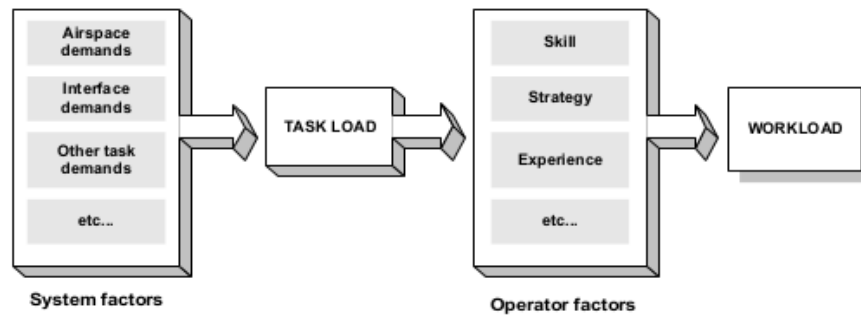 Airspace
demands
Interface
demands
Other task
demands
etc...
System factors
TASK LOAD
Skill
Strategy
Experience
etc...
Operator factors
WORKLOAD